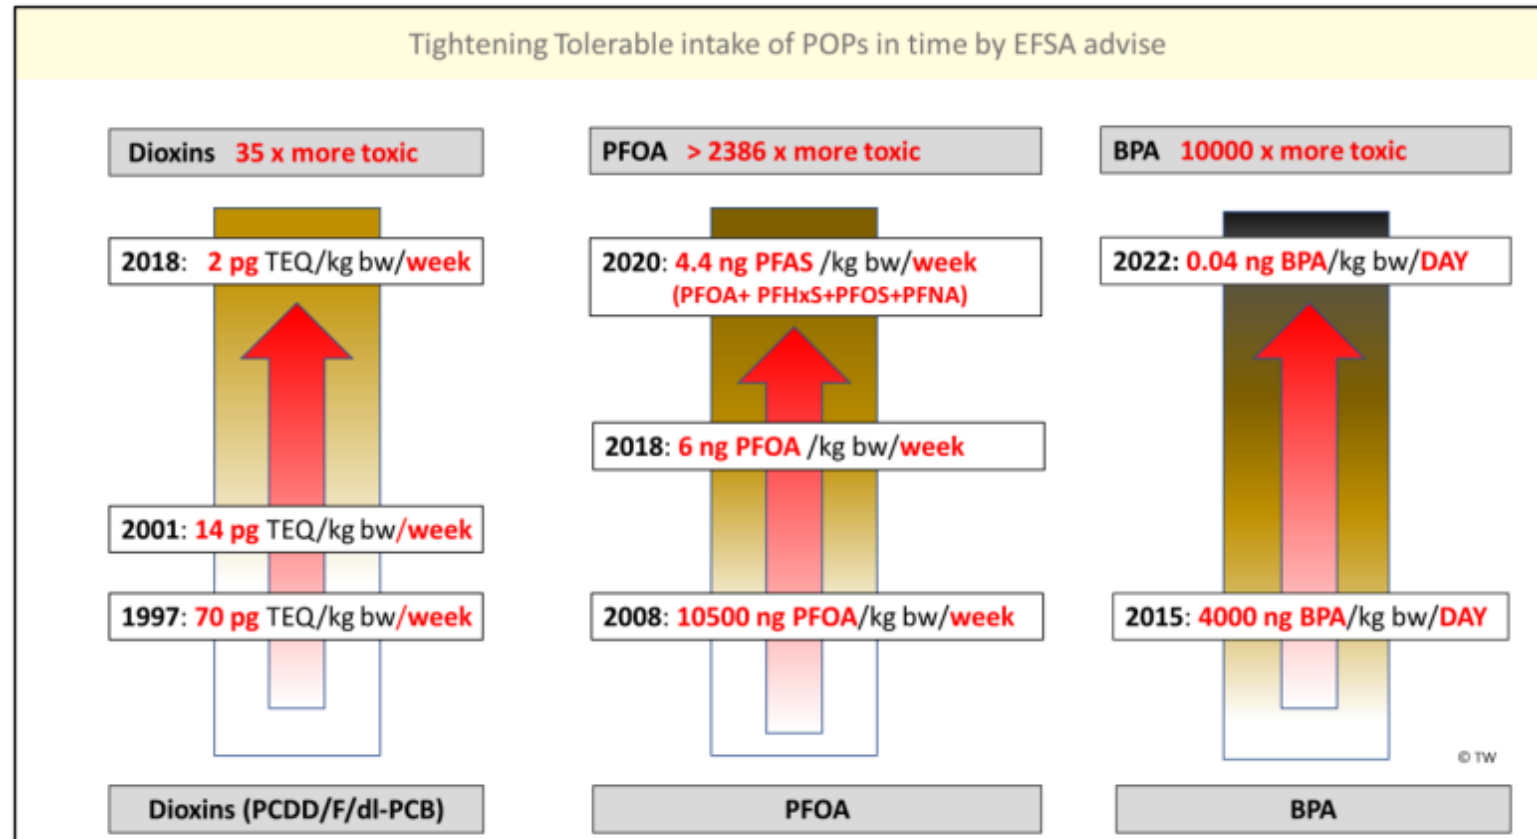 Tightening Tolerable intake of POPs in time by EFSA advise
Dioxins 35 x more toxic
2018: 2 pg TEQ/kg bw/week
2001: 14 pg TEQ/kg bw/week
1997: 70 pg TEQ/kg bw/week
Dioxins (PCDD/F/dl-PCB)
PFOA > 2386 x more toxic
2020: 4.4 ng PFAS /kg bw/week
(PFOA+ PFHxS+PFOS+PFNA)
2018: 6 ng PFOA /kg bw/week
2008: 10500 ng PFOA/kg bw/week
PFOA
BPA 10000 x more toxic
2022: 0.04 ng BPA/kg bw/DAY
2015: 4000 ng BPA/kg bw/DAY
© TW
BPA